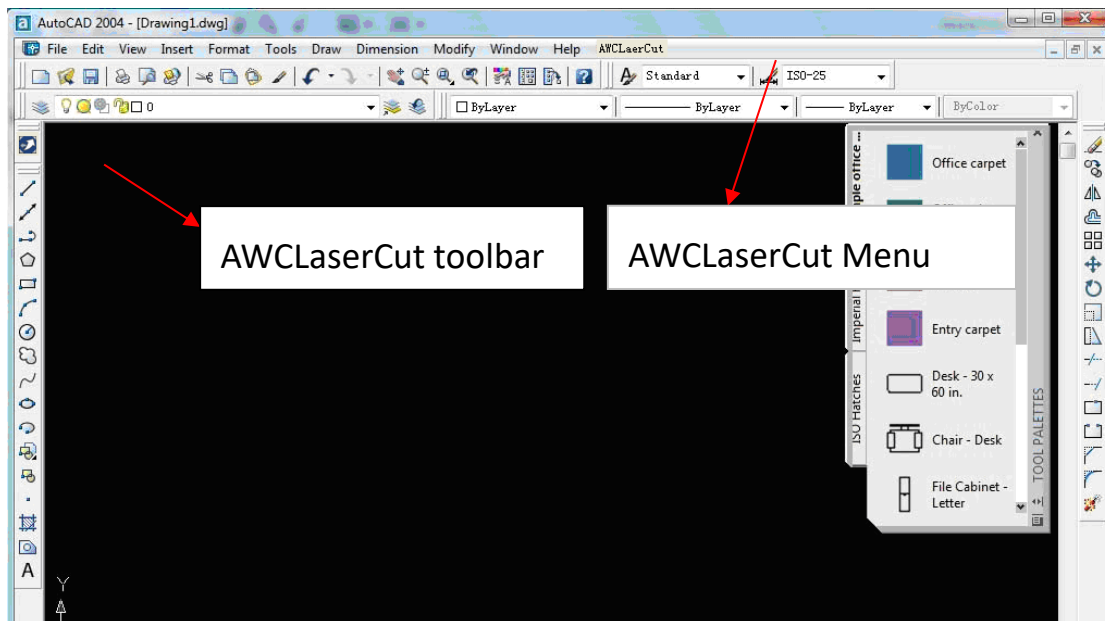 AutoCAD 2004 - [Drawing1.dwg]
File Edit View Insert Format Tools Draw Dimension Modify Window Help AWCLaerCut
Standard ISO-25
0 ByLayer ByLayer ByLayer ByColor
Office carpet
AWCLaserCut toolbar
AWCLaserCut Menu
Imperial
Entry carpet
Desk - 30 x
60 in.
ISO Hatches
Chair - Desk
File Cabinet -
Letter
TOOL PALETTES
A
Y